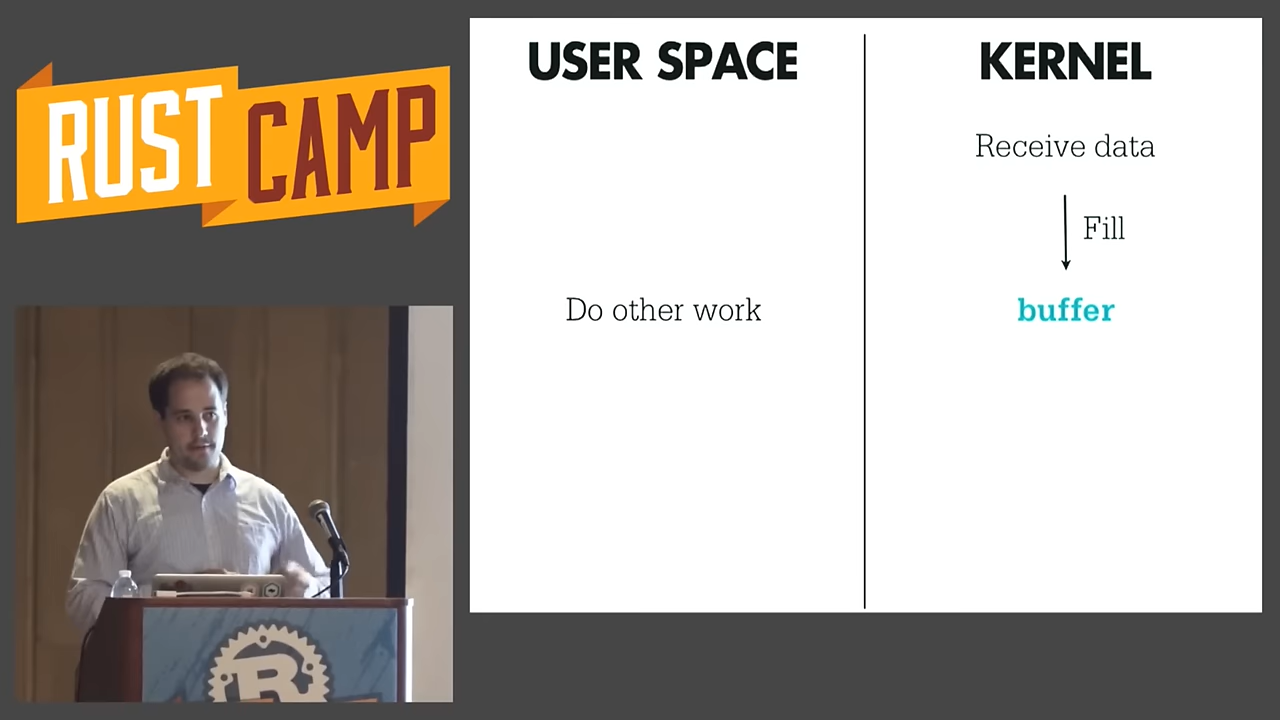 RUST CAMP
USER SPACE
KERNEL
Receive data
Fill
Do other work
buffer
R